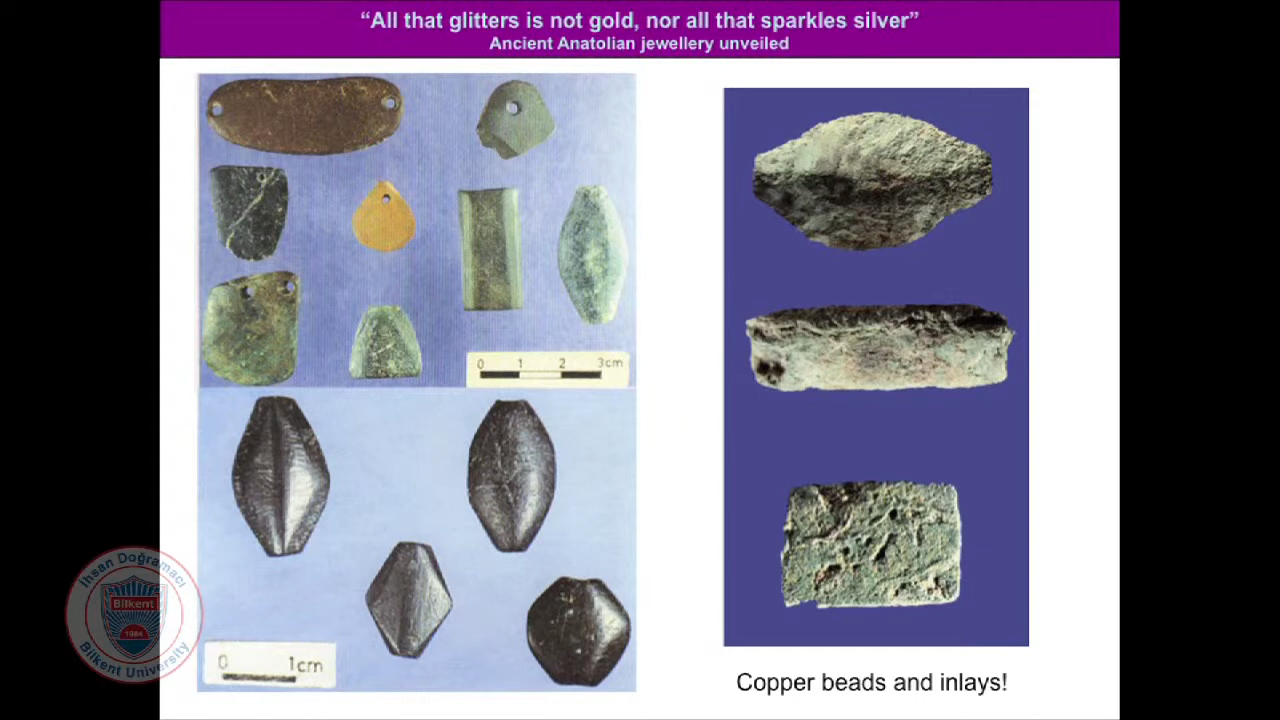 “All that glitters is not gold, nor all that sparkles silver”
Ancient Anatolian jewellery unveiled
0 1 2 3cm
0 1cm
İhsan Doğramacı
Bilkent
1984
Bilkent University
Copper beads and inlays!